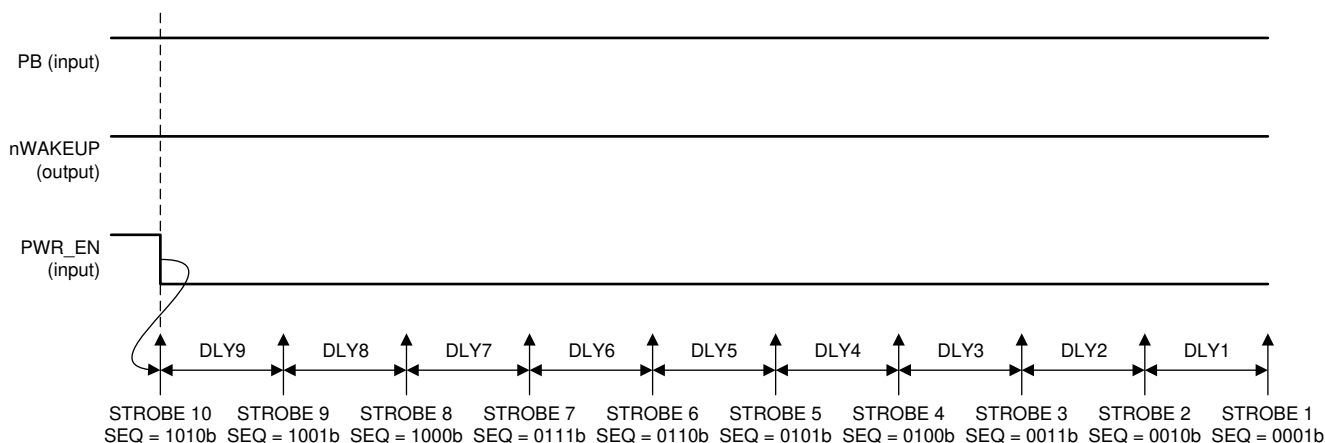 PB (input)
nWAKEUP
(output)
PWR_EN
(input)
DLY9 DLY8 DLY7 DLY6 DLY5 DLY4 DLY3 DLY2 DLY1
STROBE 10 STROBE 9 STROBE 8 STROBE 7 STROBE 6 STROBE 5 STROBE 4 STROBE 3 STROBE 2 STROBE 1
SEQ = 1010b SEQ = 1001b SEQ = 1000b SEQ = 0111b SEQ = 0110b SEQ = 0101b SEQ = 0100b SEQ = 0011b SEQ = 0010b SEQ = 0001b